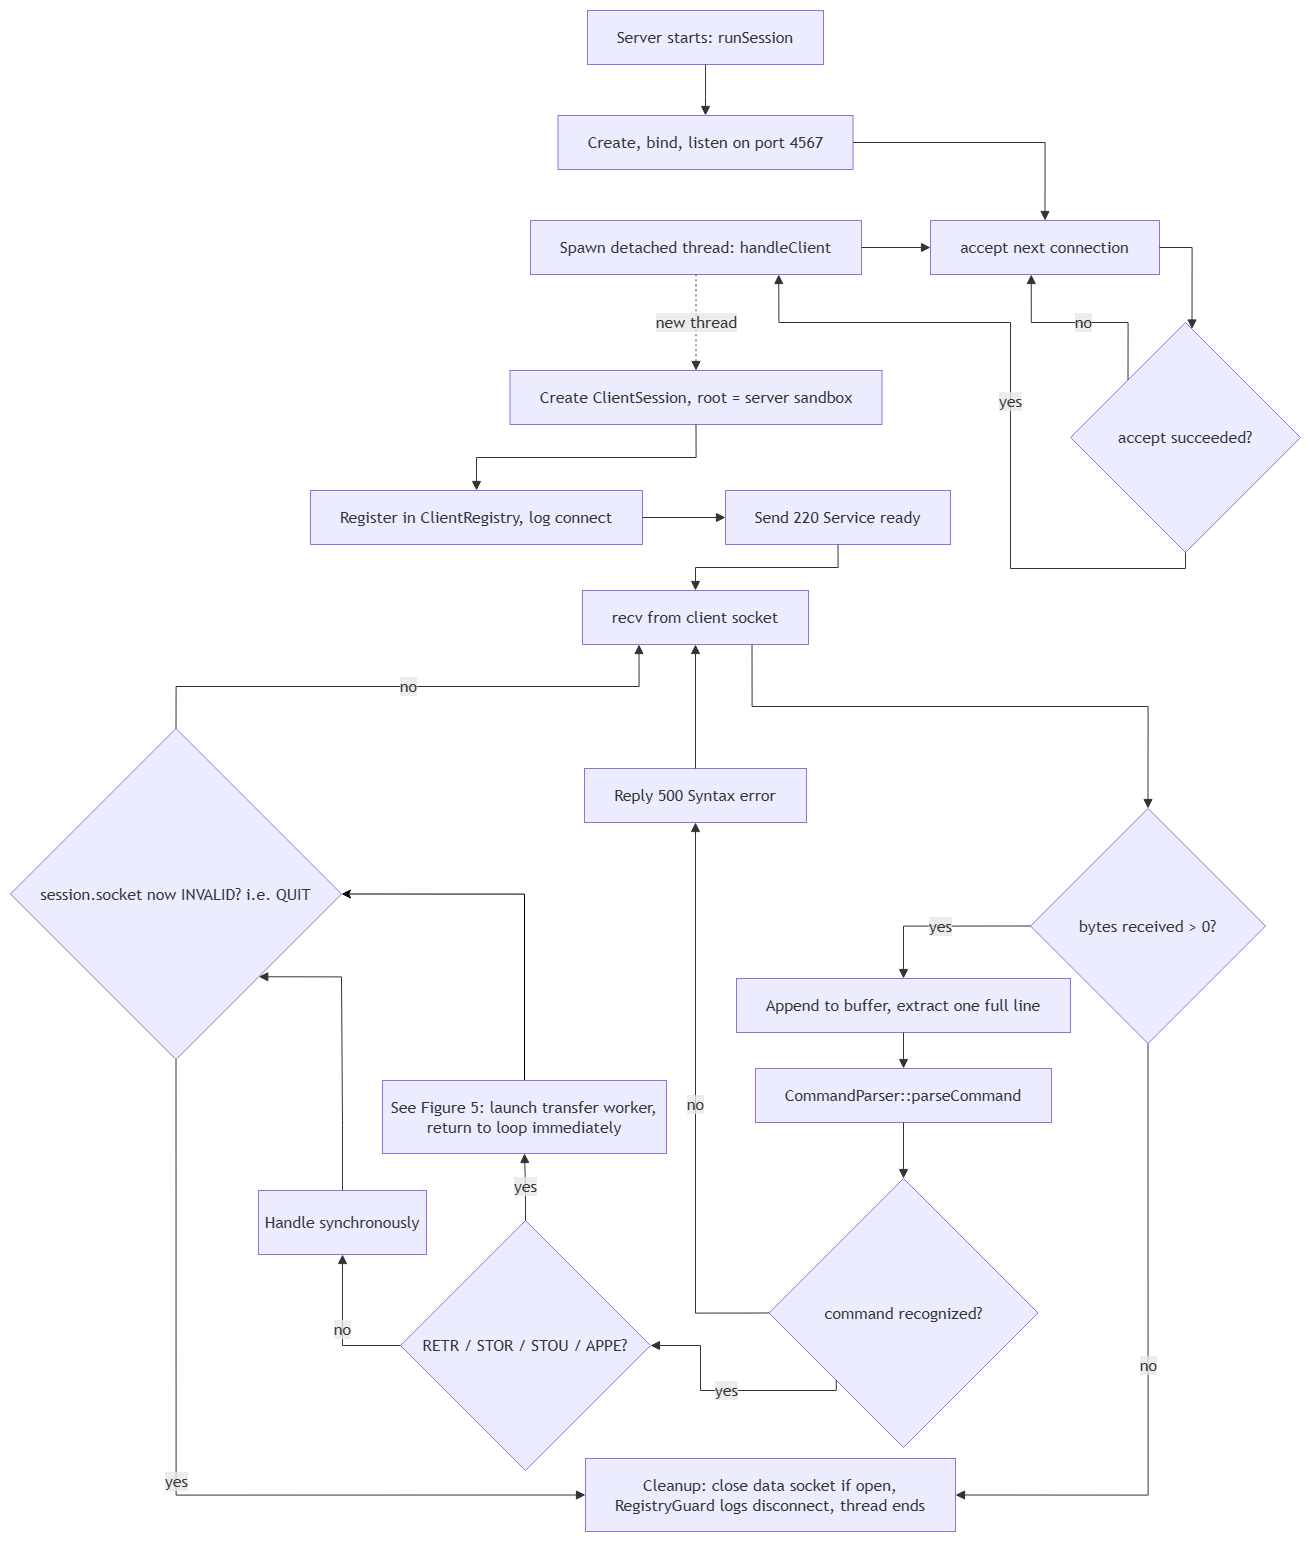 Server starts: runSession
Create, bind, listen on port 4567
Spawn detached thread: handleClient
accept next connection
new thread
no
yes
Create ClientSession, root = server sandbox
accept succeeded?
Register in ClientRegistry, log connect
Send 220 Service ready
recv from client socket
no
Reply 500 Syntax error
session.socket now INVALID? i.e. QUIT
yes
bytes received > 0?
Append to buffer, extract one full line
CommandParser::parseCommand
See Figure 5: launch transfer worker,
return to loop immediately
no
yes
Handle synchronously
command recognized?
no
RETR / STOR / STOU / APPE?
yes
no
yes
Cleanup: close data socket if open,
RegistryGuard logs disconnect, thread ends